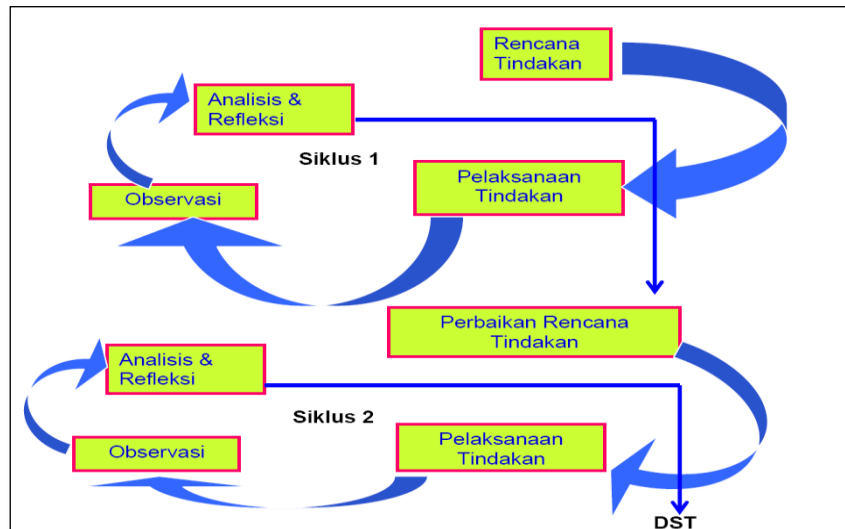 Rencana
Tindakan
Analisis &
Refleksi
Siklus 1
Pelaksanaan
Tindakan
Observasi
Perbaikan Rencana
Tindakan
Analisis &
Refleksi
Siklus 2
Pelaksanaan
Tindakan
Observasi
DST